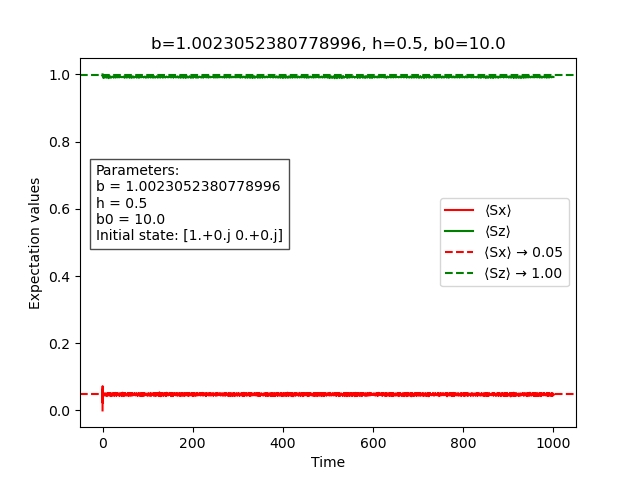 b=1.0023052380778996, h=0.5, b0=10.0
Expectation values
1.0
0.8
0.6
0.4
0.2
0.0
Parameters:
b = 1.0023052380778996
h = 0.5
b0 = 10.0
Initial state: [1.+0.j 0.+0.j]
⟨Sx⟩
⟨Sz⟩
⟨Sx⟩ → 0.05
⟨Sz⟩ → 1.00
0 200 400 600 800 1000
Time